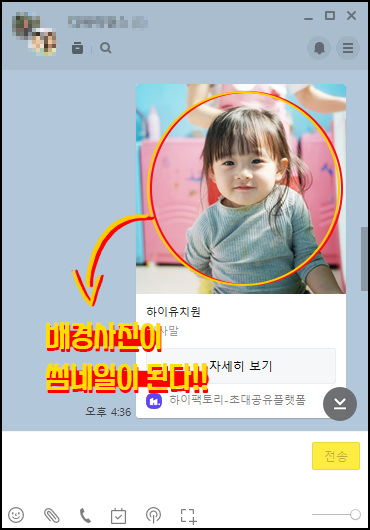 하이유치원
사말
배경사진이
자세히 보기
썸네일이 된다!!
하이팩토리-초대공유플랫폼
오후 4:36
전송